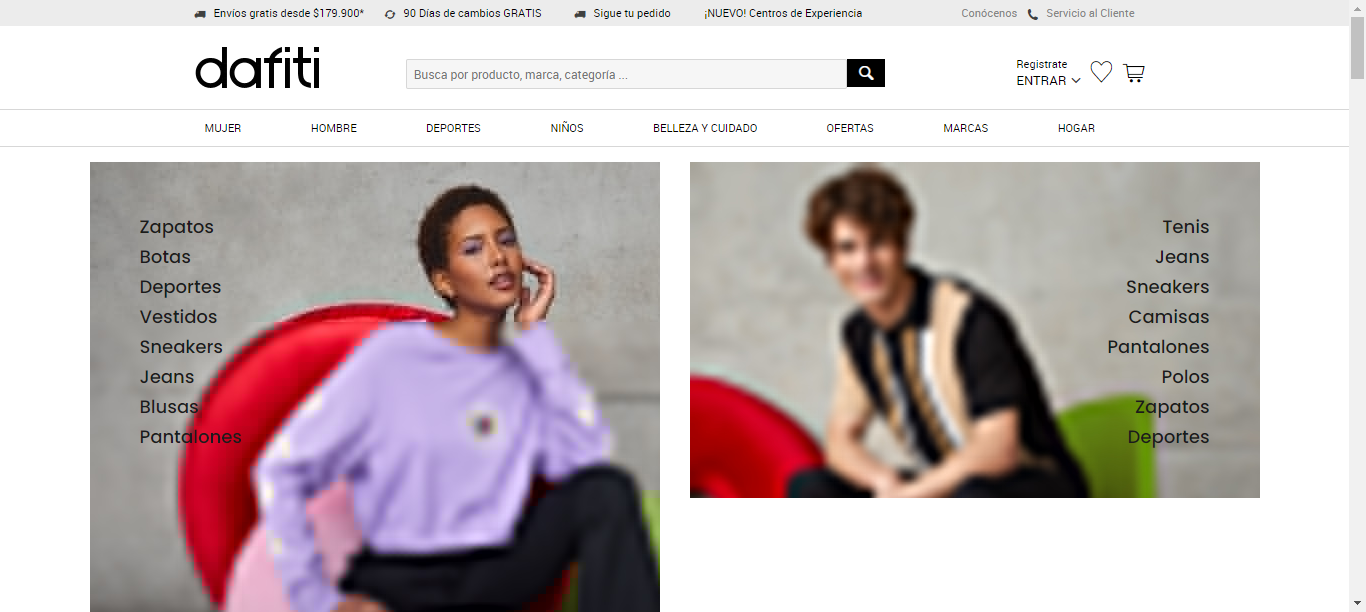 Envíos gratis desde $179.900*
90 Días de cambios GRATIS
Sigue tu pedido
¡NUEVO! Centros de Experiencia
Conócenos
Servicio al Cliente
dafiti
Busca por producto, marca, categoría ...
Registrate
ENTRAR
MUJER
HOMBRE
DEPORTES
NIÑOS
BELLEZA Y CUIDADO
OFERTAS
MARCAS
HOGAR
Zapatos
Botas
Deportes
Vestidos
Sneakers
Jeans
Blusas
Pantalones
Tenis
Jeans
Sneakers
Camisas
Pantalones
Polos
Zapatos
Deportes